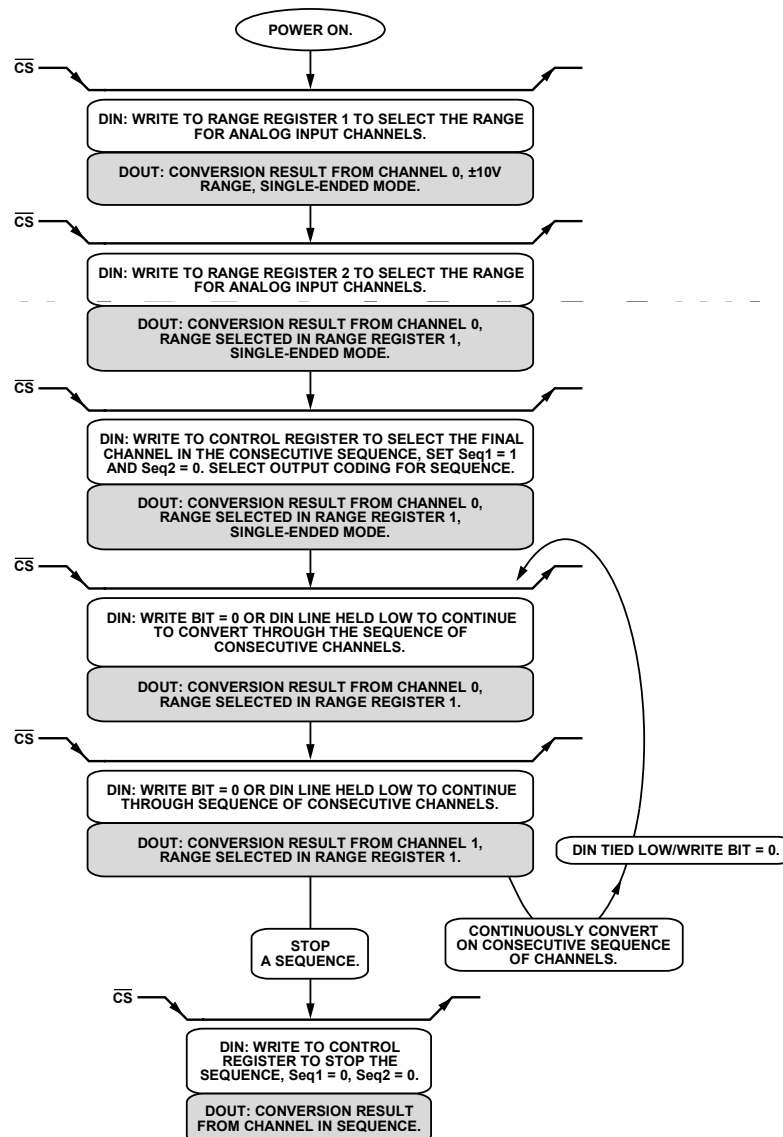 POWER ON.
CS
DIN: WRITE TO RANGE REGISTER 1 TO SELECT THE RANGE
FOR ANALOG INPUT CHANNELS.
DOUT: CONVERSION RESULT FROM CHANNEL 0, ±10V
RANGE, SINGLE-ENDED MODE.
CS
DIN: WRITE TO RANGE REGISTER 2 TO SELECT THE RANGE
FOR ANALOG INPUT CHANNELS.
DOUT: CONVERSION RESULT FROM CHANNEL 0,
RANGE SELECTED IN RANGE REGISTER 1,
SINGLE-ENDED MODE.
CS
DIN: WRITE TO CONTROL REGISTER TO SELECT THE FINAL
CHANNEL IN THE CONSECUTIVE SEQUENCE, SET Seq1 = 1
AND Seq2 = 0. SELECT OUTPUT CODING FOR SEQUENCE.
DOUT: CONVERSION RESULT FROM CHANNEL 0,
RANGE SELECTED IN RANGE REGISTER 1,
SINGLE-ENDED MODE.
CS
DIN: WRITE BIT = 0 OR DIN LINE HELD LOW TO CONTINUE
TO CONVERT THROUGH THE SEQUENCE OF
CONSECUTIVE CHANNELS.
DOUT: CONVERSION RESULT FROM CHANNEL 0,
RANGE SELECTED IN RANGE REGISTER 1.
CS
DIN: WRITE BIT = 0 OR DIN LINE HELD LOW TO CONTINUE
THROUGH SEQUENCE OF CONSECUTIVE CHANNELS.
DOUT: CONVERSION RESULT FROM CHANNEL 1,
RANGE SELECTED IN RANGE REGISTER 1.
DIN TIED LOW/WRITE BIT = 0.
CONTINUOUSLY CONVERT
ON CONSECUTIVE SEQUENCE
OF CHANNELS.
STOP
A SEQUENCE.
CS
DIN: WRITE TO CONTROL
REGISTER TO STOP THE
SEQUENCE, Seq1 = 0, Seq2 = 0.
DOUT: CONVERSION RESULT
FROM CHANNEL IN SEQUENCE.